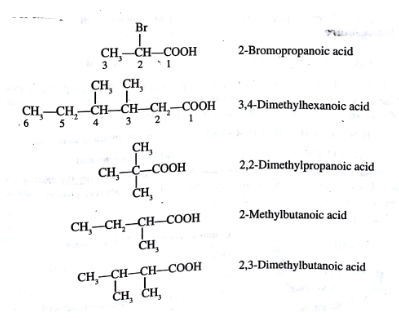 Br
CH₃—CH—COOH 2-Bromopropanoic acid
3 2 1
CH₃ CH₃
CH₃—CH₂—CH—CH—CH₂—COOH 3,4-Dimethylhexanoic acid
6 5 4 3 2 1
CH₃
CH₃—C—COOH 2,2-Dimethylpropanoic acid
CH₃
CH₃—CH₂—CH—COOH 2-Methylbutanoic acid
CH₃
CH₃—CH—CH—COOH 2,3-Dimethylbutanoic acid
CH₃ CH₃